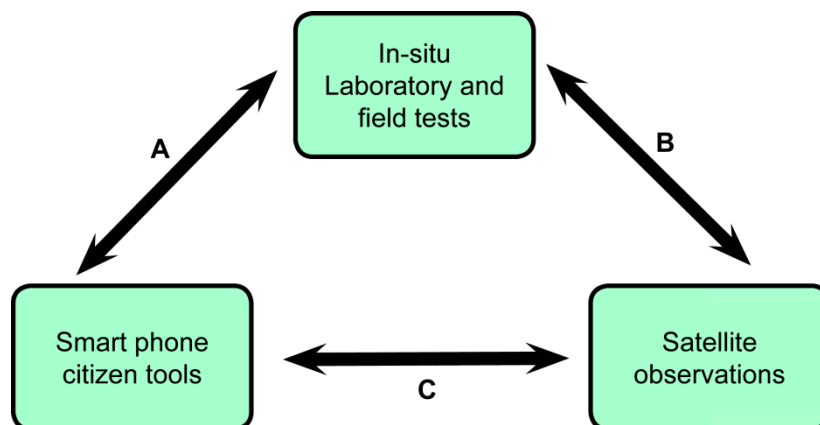 In-situ
Laboratory and
field tests
A
B
Smart phone
citizen tools
Satellite
observations
C